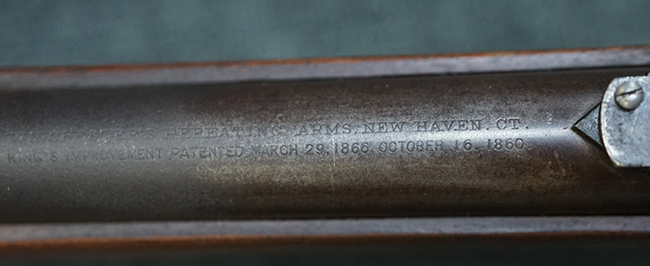 REPEATING ARMS. NEW HAVEN. CT.
KING'S IMPROVEMENT PATENTED MARCH 29. 1866 OCTOBER 16. 1860